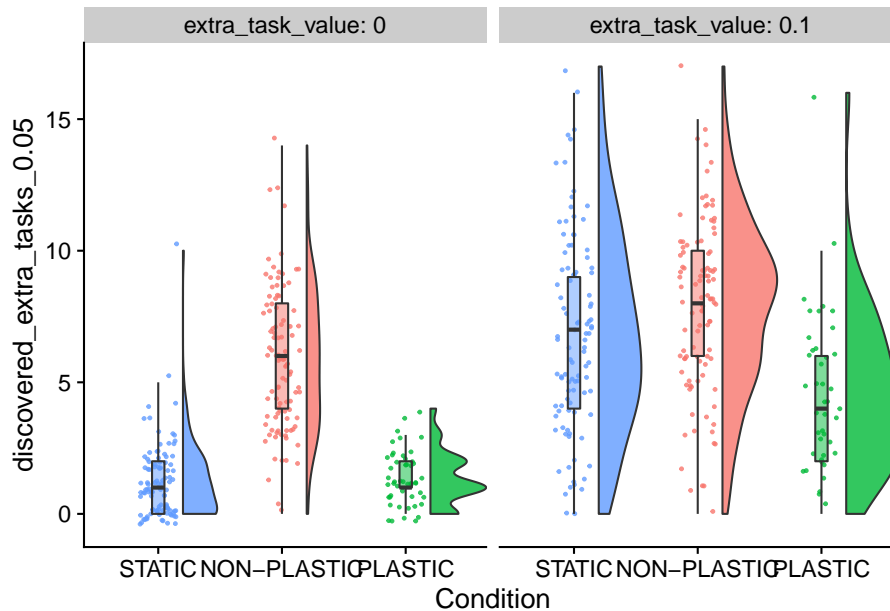 extra_task_value: 0 extra_task_value: 0.1
discovered_extra_tasks_0.05
15
10
5
0
STATIC NON−PLASTIC PLASTIC STATIC NON−PLASTIC PLASTIC
Condition